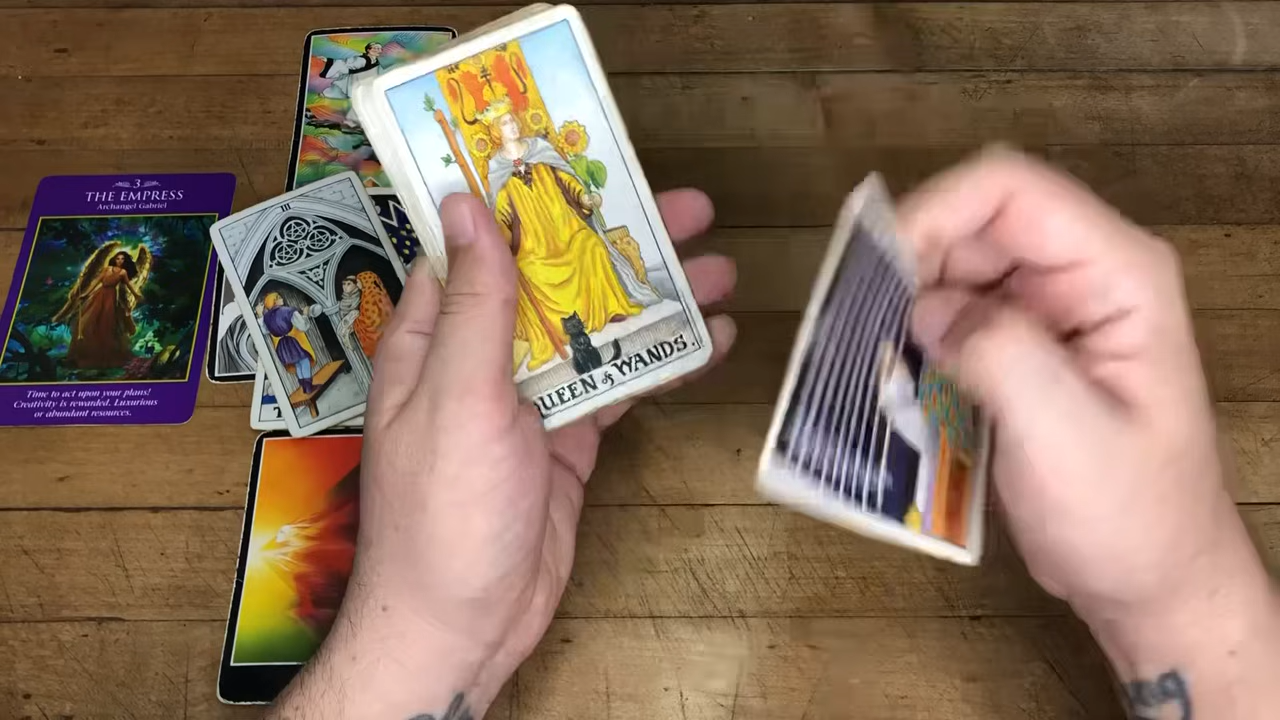 3
THE EMPRESS
Archangel Gabriel
Time to act upon your plans!
Creativity is rewarded. Luxurious
or abundant resources.
III
QUEEN of WANDS.